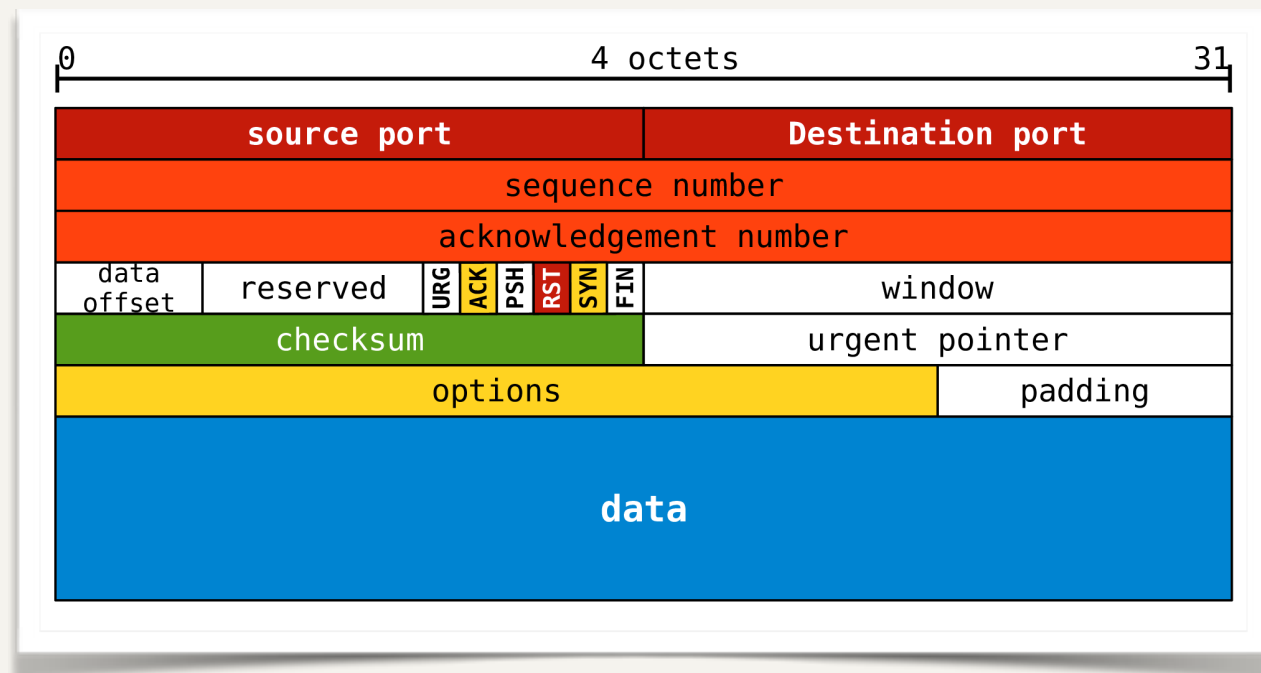 0 4 octets 31
source port Destination port
sequence number
acknowledgement number
data
offset
reserved URG ACK PSH RST SYN FIN window
checksum urgent pointer
options padding
data